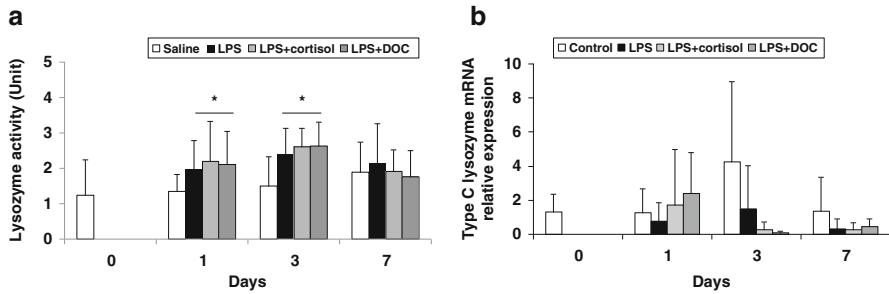 a
Saline LPS LPS+cortisol LPS+DOC
Lysozyme activity (Unit)
5
4
3
2
1
0
* *
0 1 3 7
Days
b
Control LPS LPS+cortisol LPS+DOC
Type C lysozyme mRNA
relative expression
10
8
6
4
2
0
0 1 3 7
Days